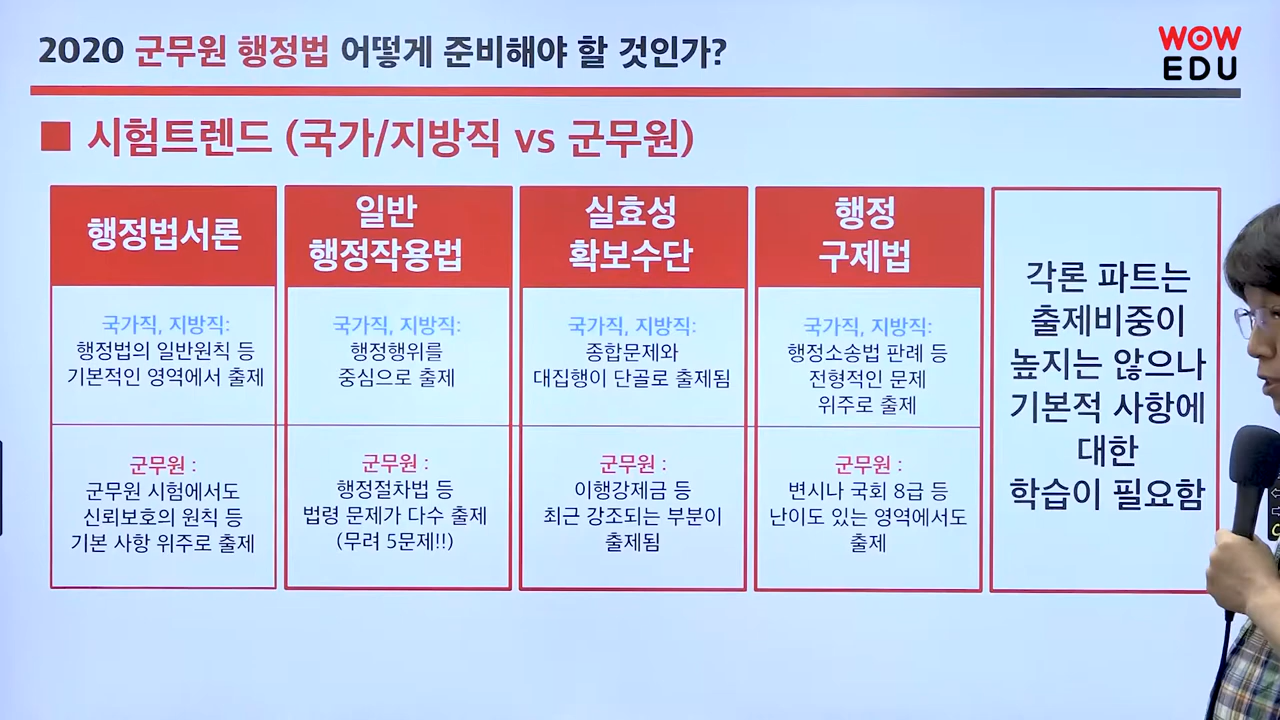 2020 군무원 행정법 어떻게 준비해야 할 것인가?
WOW
EDU
■ 시험트렌드 (국가/지방직 vs 군무원)
행정법서론
국가직, 지방직:
행정법의 일반원칙 등
기본적인 영역에서 출제
군무원 :
군무원 시험에서도
신뢰보호의 원칙 등
기본 사항 위주로 출제
일반
행정작용법
국가직, 지방직:
행정행위를
중심으로 출제
군무원 :
행정절차법 등
법령 문제가 다수 출제
(무려 5문제!!)
실효성
확보수단
국가직, 지방직:
종합문제와
대집행이 단골로 출제됨
군무원 :
이행강제금 등
최근 강조되는 부분이
출제됨
행정
구제법
국가직, 지방직:
행정소송법 판례 등
전형적인 문제
위주로 출제
군무원 :
변시나 국회 8급 등
난이도 있는 영역에서도
출제
각론 파트는
출제비중이
높지는 않으나
기본적 사항에
대한
학습이 필요함